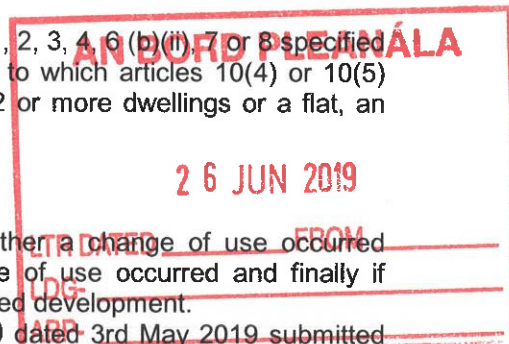 , 2, 3, 4, 6 (b)(ii), 7 or 8 specified
AN BORD PLEANÁLA
to which articles 10(4) or 10(5)
2 or more dwellings or a flat, an
26 JUN 2019
ther a change of use occurred
LTR DATED FROM
e of use occurred and finally if
LDG-
ed development.
) dated 3rd May 2019 submitted
ABP-